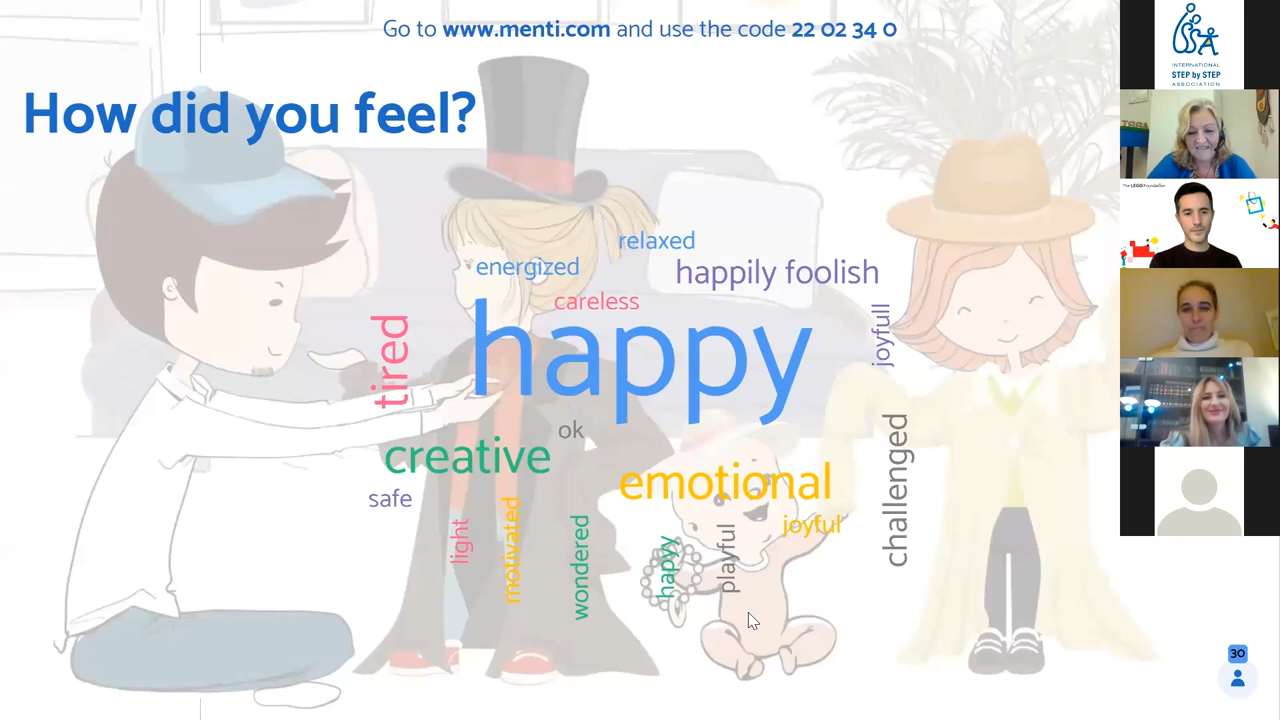 Go to www.menti.com and use the code 22 02 34 0
How did you feel?
relaxed
energized
happily foolish
careless
happy
joyfull
tired
ok
creative
emotional
challenged
safe
light
motivated
wondered
happy
playful
joyful
30
INTERNATIONAL
STEP by STEP
ASSOCIATION
The LEGO Foundation